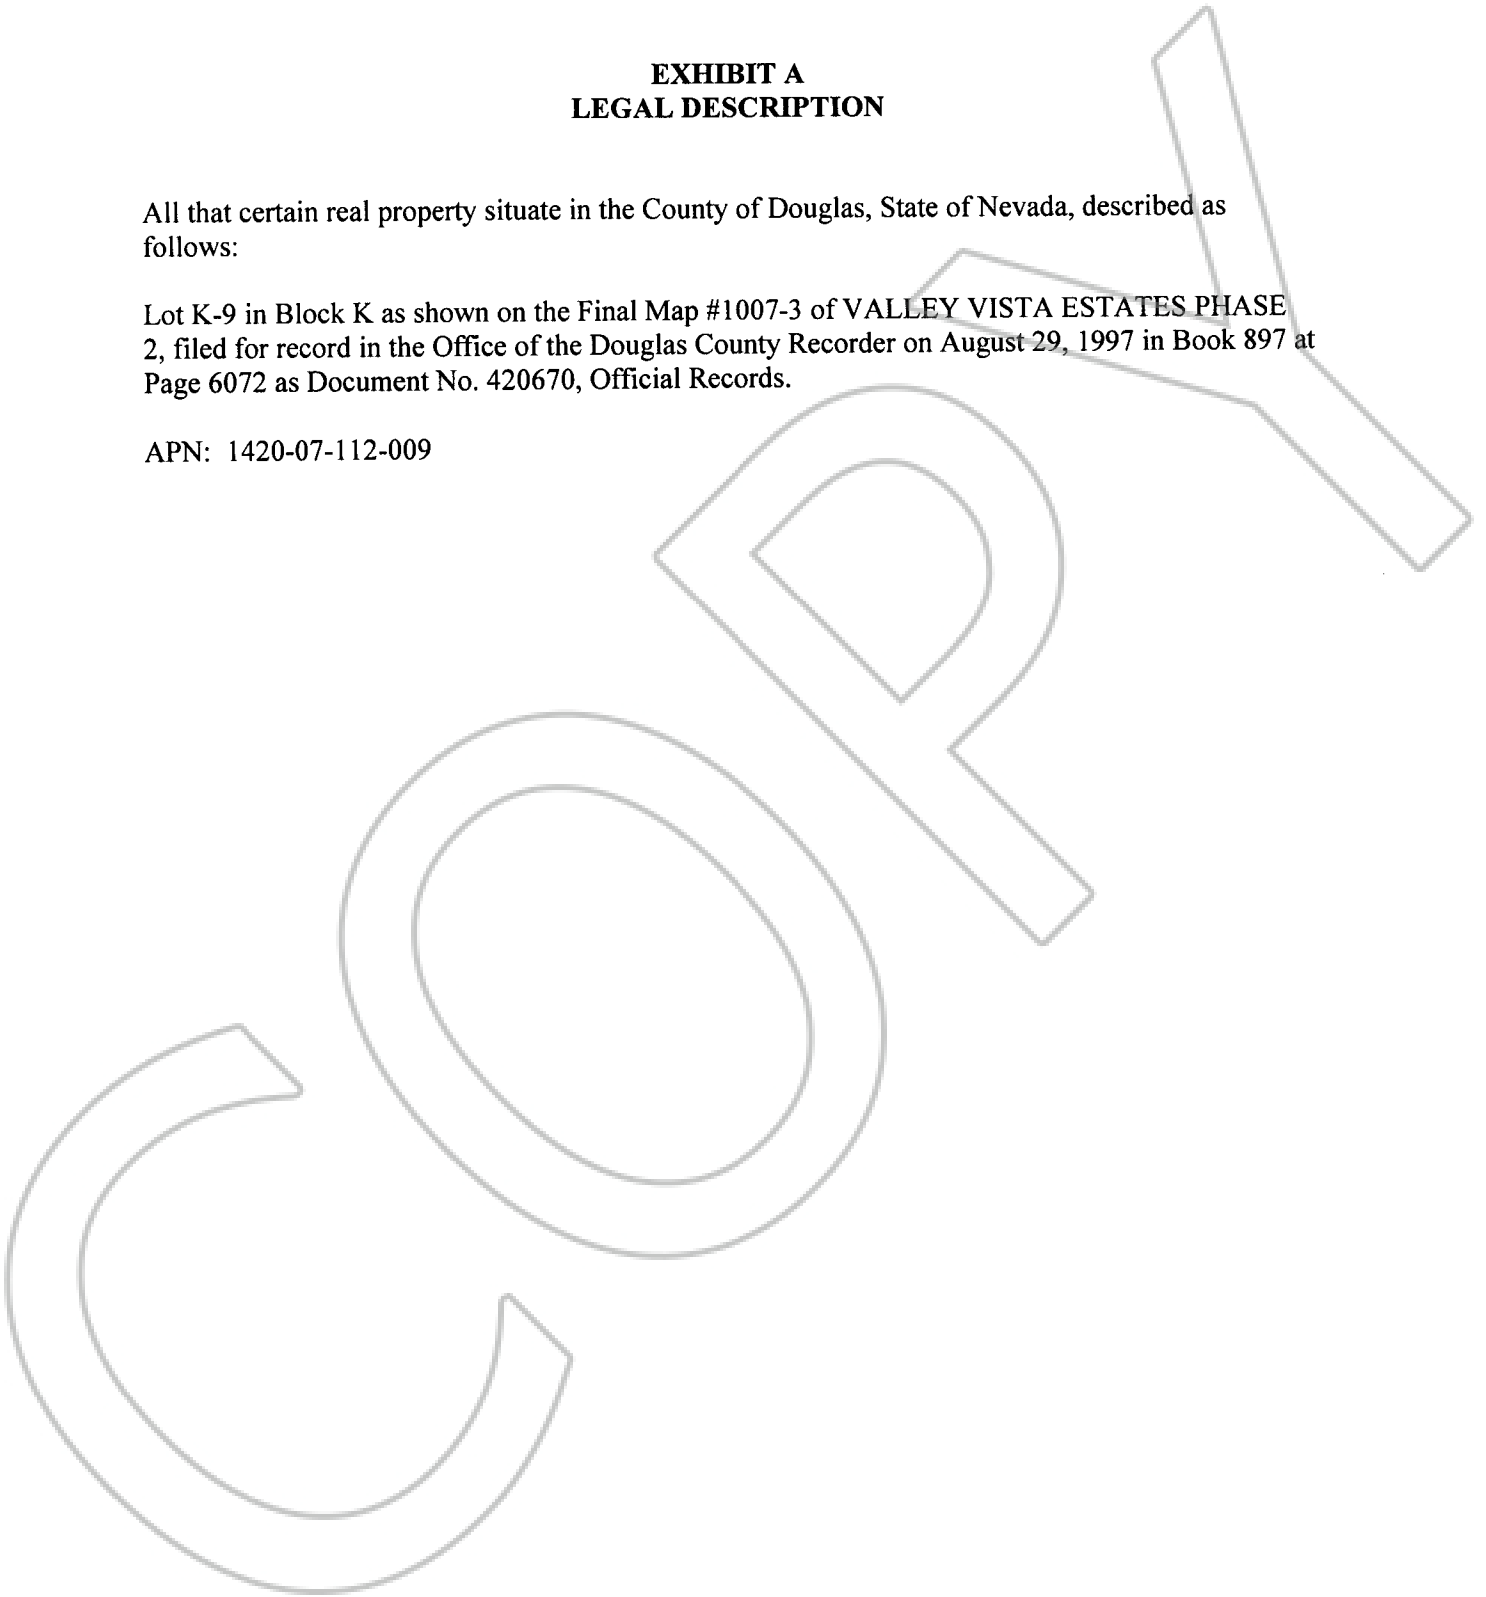 EXHIBIT A
LEGAL DESCRIPTION
All that certain real property situate in the County of Douglas, State of Nevada, described as
follows:
Lot K-9 in Block K as shown on the Final Map #1007-3 of VALLEY VISTA ESTATES PHASE
2, filed for record in the Office of the Douglas County Recorder on August 29, 1997 in Book 897 at
Page 6072 as Document No. 420670, Official Records.
APN: 1420-07-112-009
COPY